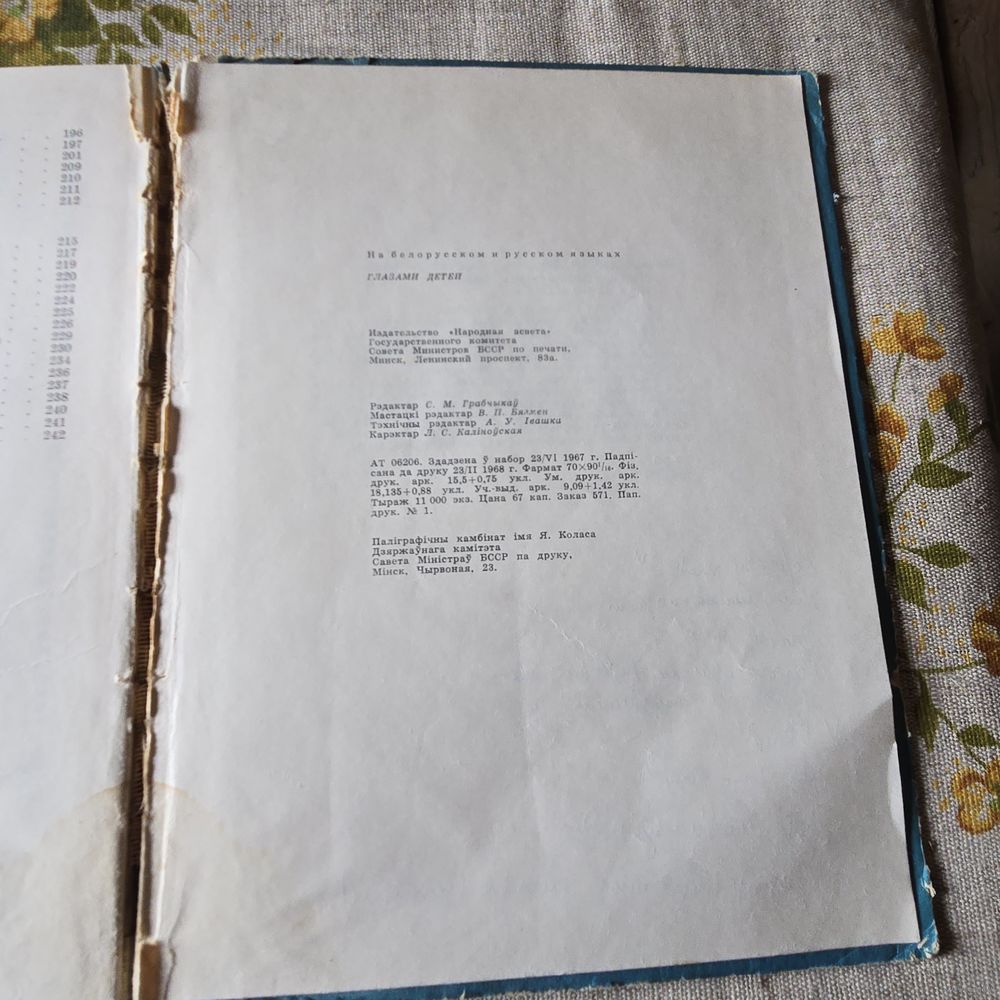 196
197
201
209
210
211
212
215
217
219
220
222
224
225
226
229
230
234
236
237
238
240
241
242
На белорусском и русском языках
ГЛАЗАМИ ДЕТЕЙ
Издательство «Народная асвета»
Государственного комитета
Совета Министров БССР по печати,
Минск, Ленинский проспект, 83а.
Рэдактар С. М. Грабчыкаў
Мастацкі рэдактар В. П. Бялмен
Тэхнічны рэдактар А. У. Івашка
Карэктар Л. С. Каліноўская
АТ 06206. Здадзена ў набор 23/VI 1967 г. Падпі-
сана да друку 23/II 1968 г. Фармат 70×90¹/₁₆. Фіз.
друк. арк. 15,5+0,75 укл. Ум. друк. арк.
18,135+0,88 укл. Уч.-выд. арк. 9,09+1,42 укл.
Тыраж 11 000 экз. Цана 67 кап. Заказ 571. Пап.
друк. № 1.
Паліграфічны камбінат імя Я. Коласа
Дзяржаўнага камітэта
Савета Міністраў БССР па друку,
Мінск, Чырвоная, 23.